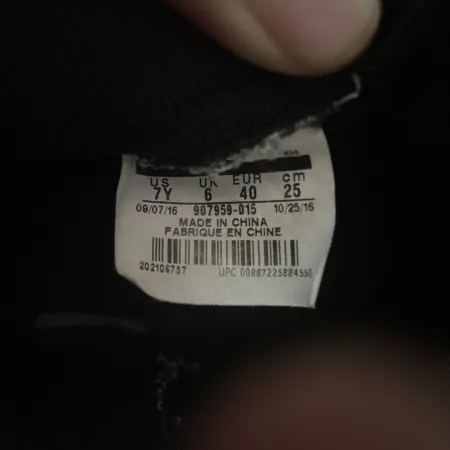 US UK EUR cm
7Y 6 40 25
09/07/16 907959-015 10/25/16
MADE IN CHINA
FABRIQUE EN CHINE
202106757
UPC 00887225884550